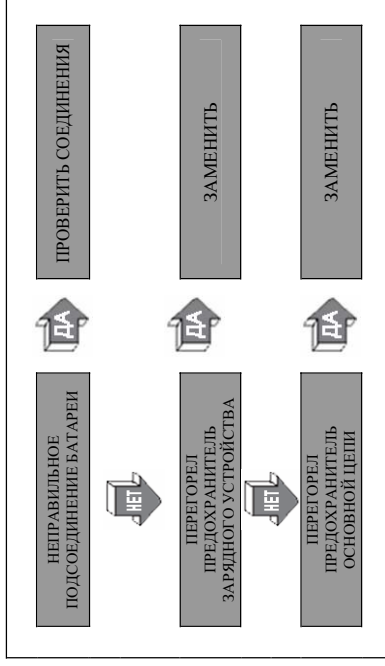 НЕПРАВИЛЬНОЕ
ПОДСОЕДИНЕНИЕ БАТАРЕИ
ДА
ПРОВЕРИТЬ СОЕДИНЕНИЯ
НЕТ
ПЕРЕГОРЕЛ
ПРЕДОХРАНИТЕЛЬ
ЗАРЯДНОГО УСТРОЙСТВА
ДА
ЗАМЕНИТЬ
НЕТ
ПЕРЕГОРЕЛ
ПРЕДОХРАНИТЕЛЬ
ОСНОВНОЙ ЦЕПИ
ДА
ЗАМЕНИТЬ